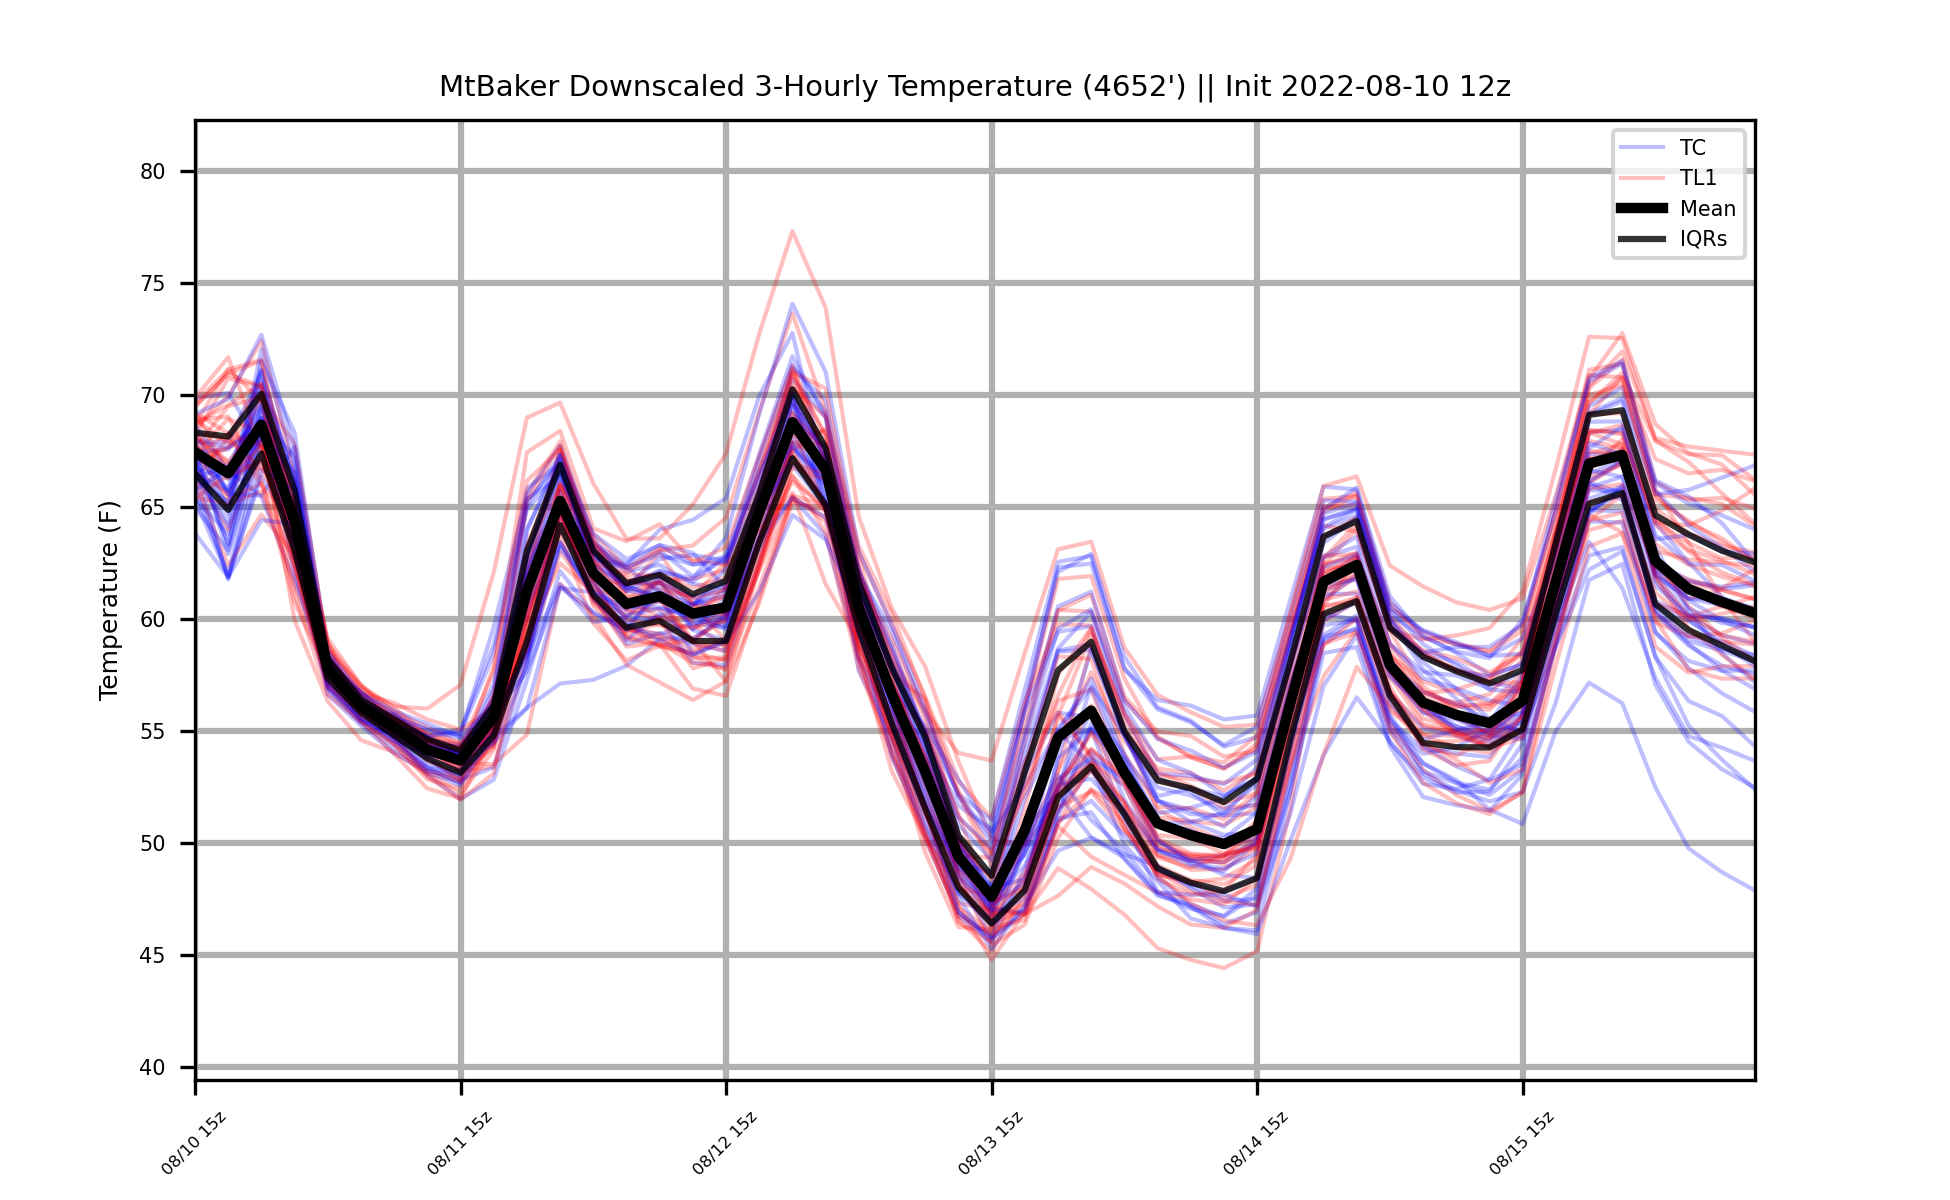 MtBaker Downscaled 3-Hourly Temperature (4652') || Init 2022-08-10 12z
TC
TL1
Mean
IQRs
Temperature (F)
80
75
70
65
60
55
50
45
40
08/10 15z
08/11 15z
08/12 15z
08/13 15z
08/14 15z
08/15 15z